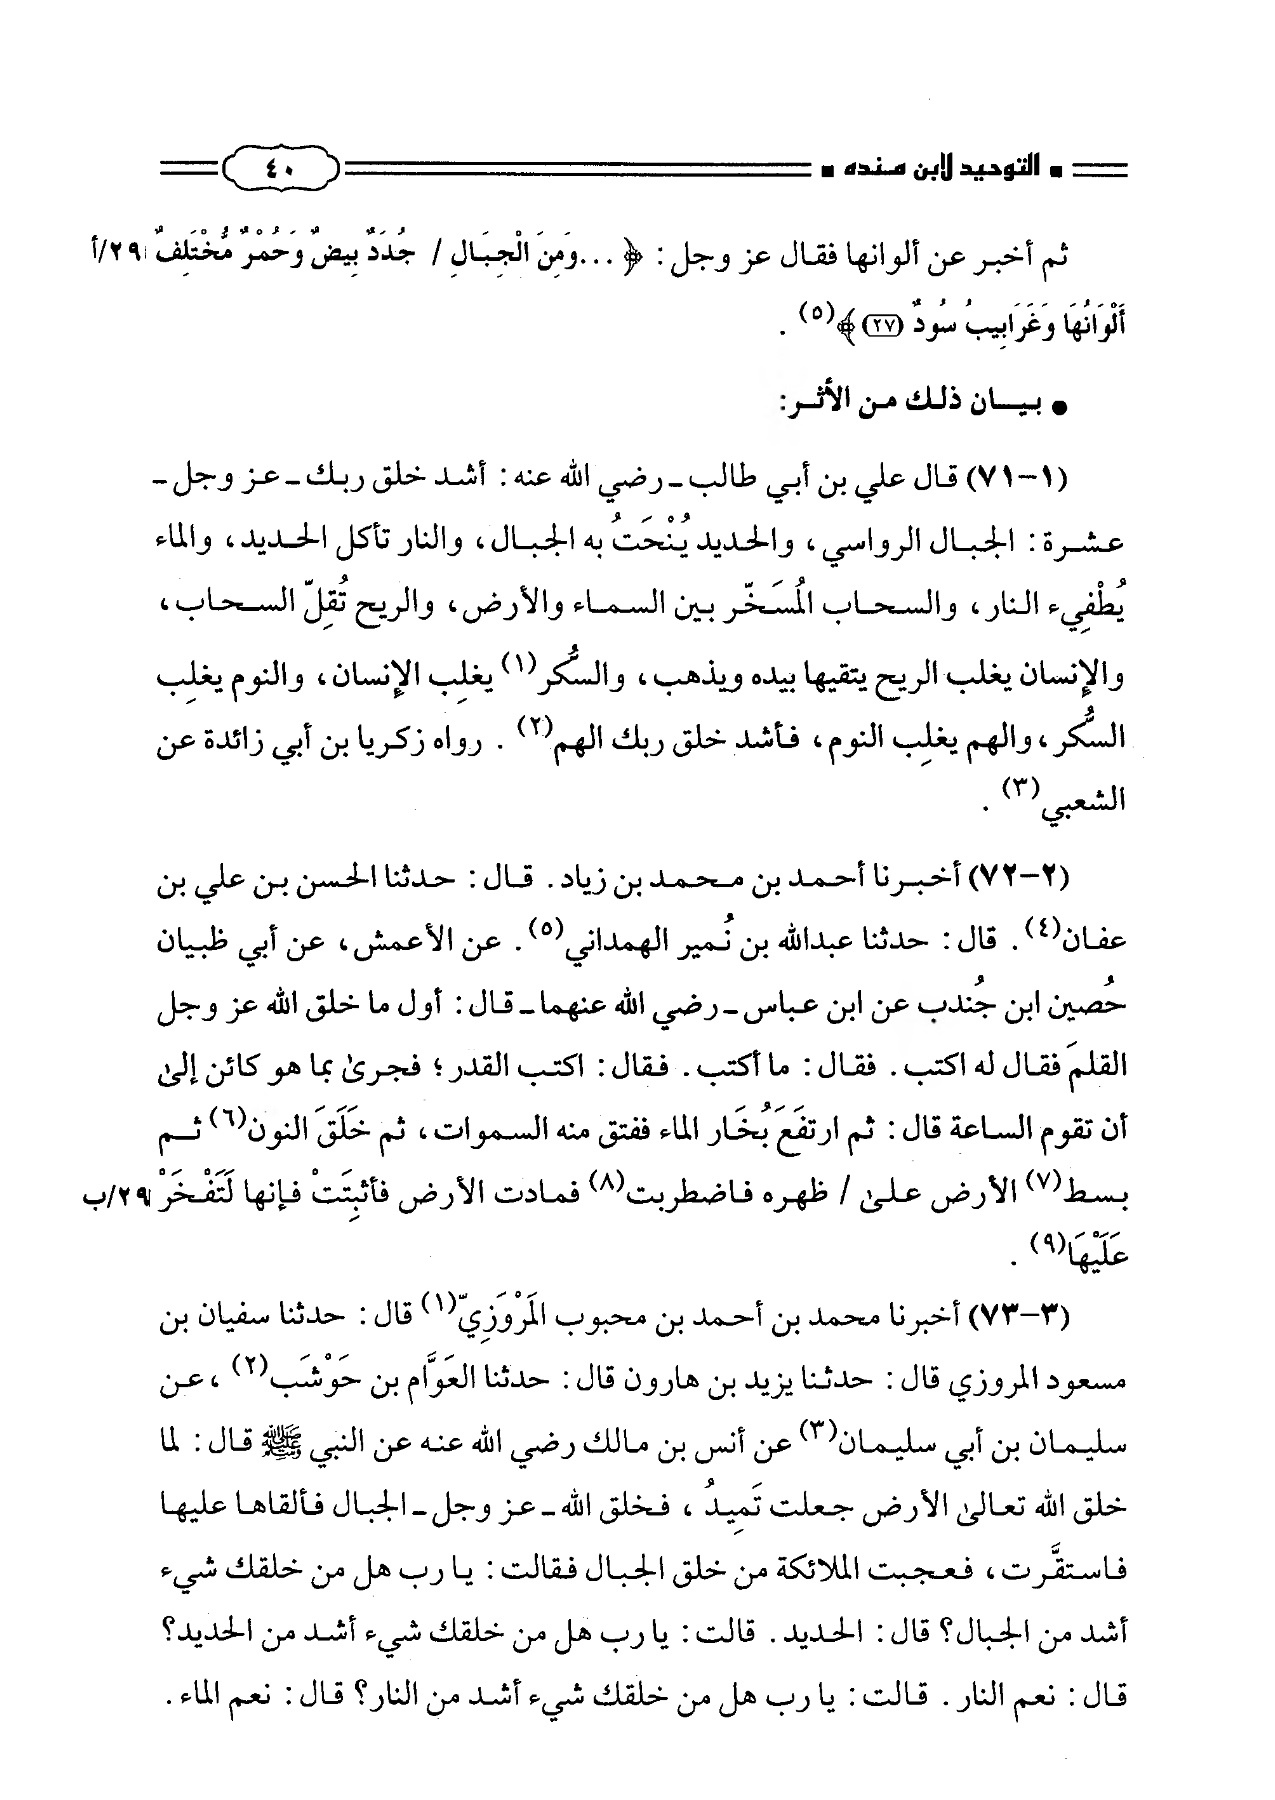 ▪ التوحيد لابن منده ▪ ٤٠
ثم أخبر عن ألوانها فقال عز وجل : ﴿ ...وَمِنَ الْجِبَالِ / جُدَدٌ بِيضٌ وَحُمْرٌ مُخْتَلِفٌ ٢٩/أ
أَلْوَانُهَا وَغَرَابِيبُ سُودٌ (٢٧)﴾(٥) .
• بيـــان ذلـك مـن الأثـر:
(١-٧١) قال علي بن أبي طالب ـ رضي الله عنه : أشد خلق ربك ـ عز وجل ـ
عشرة : الجبال الرواسي ، والحديد يُنْحَتُ به الجبال، والنار تأكل الحديد، والماء
يُطْفِيء النار، والسحاب المُسَخّر بين السماء والأرض، والريح تُقِلّ السحاب،
والإنسان يغلب الريح يتقيها بيده ويذهب، والسُّكر(١) يغلِب الإنسان، والنوم يغلِب
السُّكر، والهم يغلِب النوم، فأشد خلق ربك الهم(٢) . رواه زكريا بن أبي زائدة عن
الشعبي(٣) .
(٢-٧٢) أخبرنا أحمد بن محمد بن زياد. قال : حدثنا الحسن بن علي بن
عفان(٤). قال : حدثنا عبدالله بن نُمير الهمداني(٥). عن الأعمش، عن أبي ظبيان
حُصين ابن جُندب عن ابن عباس ـ رضي الله عنهما ـ قال : أول ما خلق الله عز وجل
القلمَ فقال له اكتب. فقال : ما أكتب. فقال : اكتب القدر؛ فجرىٰ بما هو كائن إلىٰ
أن تقوم الساعة قال : ثم ارتفَعَ بُخَار الماء ففتق منه السموات، ثم خَلَقَ النون(٦) ثـم
بسط(٧) الأرض علىٰ / ظهره فاضطربت(٨) فمادت الأرض فأثبِتَتْ فإنها لَتَفْخَرْ ٢٩/ب
عَلَيْهَا(٩) .
(٣-٧٣) أخبرنا محمد بن أحمد بن محبوب المَرْوَزِيّ(١) قال : حدثنا سفيان بن
مسعود المروزي قال : حدثنا يزيد بن هارون قال : حدثنا العَوَّام بن حَوْشَب(٢) ، عن
سليمان بن أبي سليمان(٣) عن أنس بن مالك رضي الله عنه عن النبي ﷺ قال : لما
خلق الله تعالىٰ الأرض جعلت تَمِيدُ ، فخلق الله ـ عز وجل ـ الجبال فألقاها عليها
فاستقَّرت، فعجبت الملائكة من خلق الجبال فقالت : يا رب هل من خلقك شيء
أشد من الجبال؟ قال : الحديد. قالت : يا رب هل من خلقك شيء أشد من الحديد؟
قال : نعم النار. قالت : يا رب هل من خلقك شيء أشد من النار؟ قال : نعم الماء.